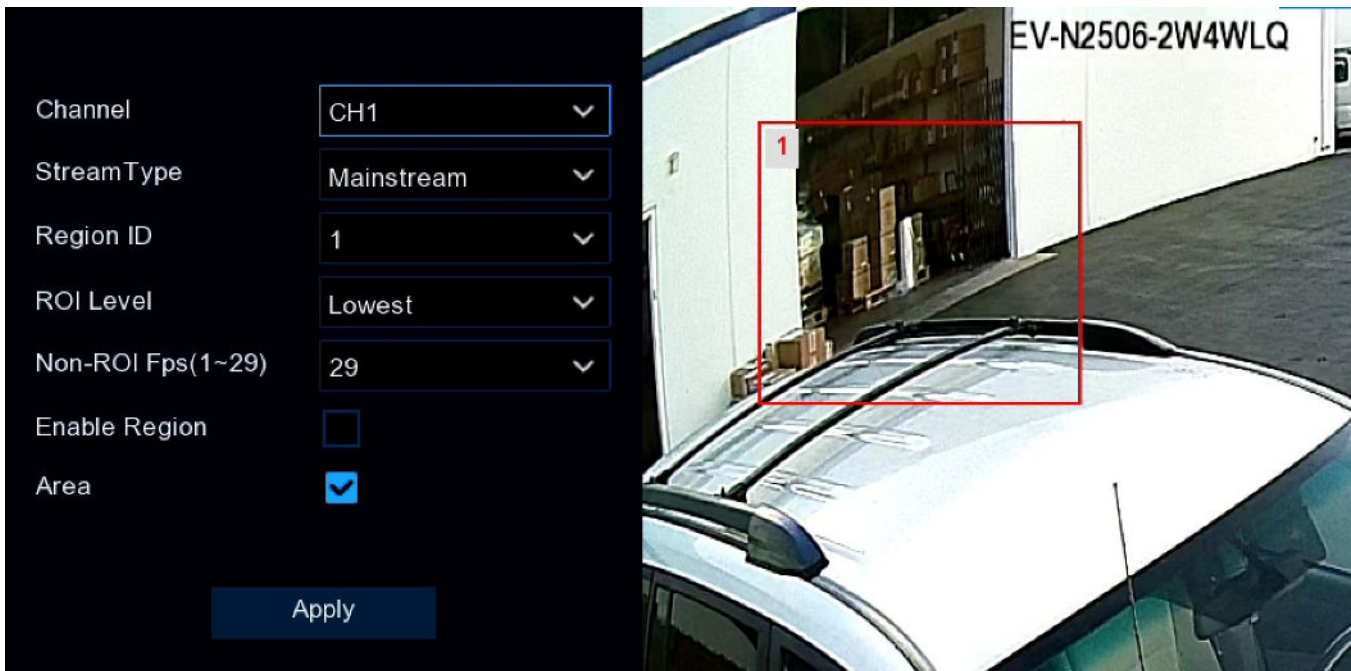 EV-N2506-2W4WLQ
Channel CH1
StreamType Mainstream
Region ID 1
ROI Level Lowest
Non-ROI Fps(1~29) 29
Enable Region
Area
Apply
1